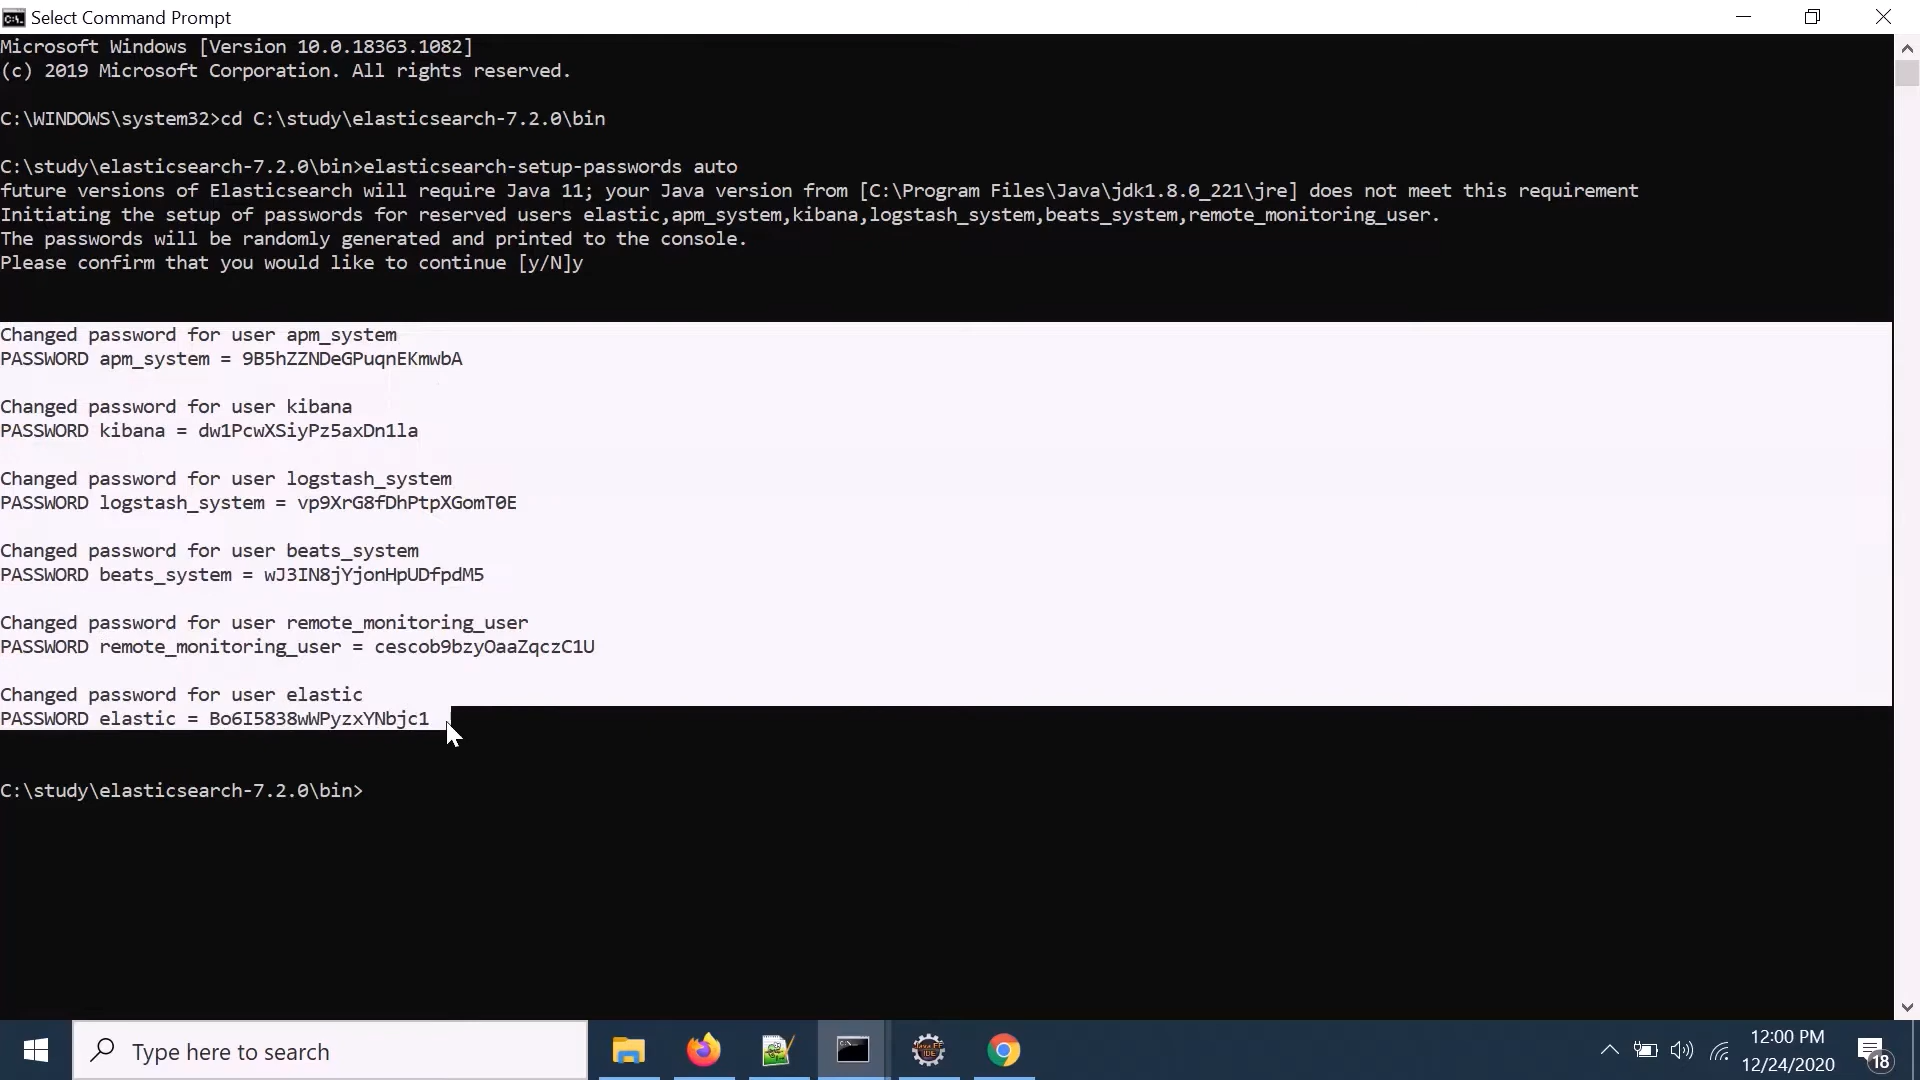 Select Command Prompt
Microsoft Windows [Version 10.0.18363.1082]
(c) 2019 Microsoft Corporation. All rights reserved.
C:\WINDOWS\system32>cd C:\study\elasticsearch-7.2.0\bin
C:\study\elasticsearch-7.2.0\bin>elasticsearch-setup-passwords auto
future versions of Elasticsearch will require Java 11; your Java version from [C:\Program Files\Java\jdk1.8.0_221\jre] does not meet this requirement
Initiating the setup of passwords for reserved users elastic,apm_system,kibana,logstash_system,beats_system,remote_monitoring_user.
The passwords will be randomly generated and printed to the console.
Please confirm that you would like to continue [y/N]y
Changed password for user apm_system
PASSWORD apm_system = 9B5hZZNDeGPuqnEKmwbA
Changed password for user kibana
PASSWORD kibana = dw1PcwXSiyPz5axDn1la
Changed password for user logstash_system
PASSWORD logstash_system = vp9XrG8fDhPtpXGomT0E
Changed password for user beats_system
PASSWORD beats_system = wJ3IN8jYjonHpUDfpdM5
Changed password for user remote_monitoring_user
PASSWORD remote_monitoring_user = cescob9bzyOaaZqczC1U
Changed password for user elastic
PASSWORD elastic = Bo6I5838wWPyzxYNbjc1
C:\study\elasticsearch-7.2.0\bin>
Type here to search
12:00 PM
12/24/2020
18